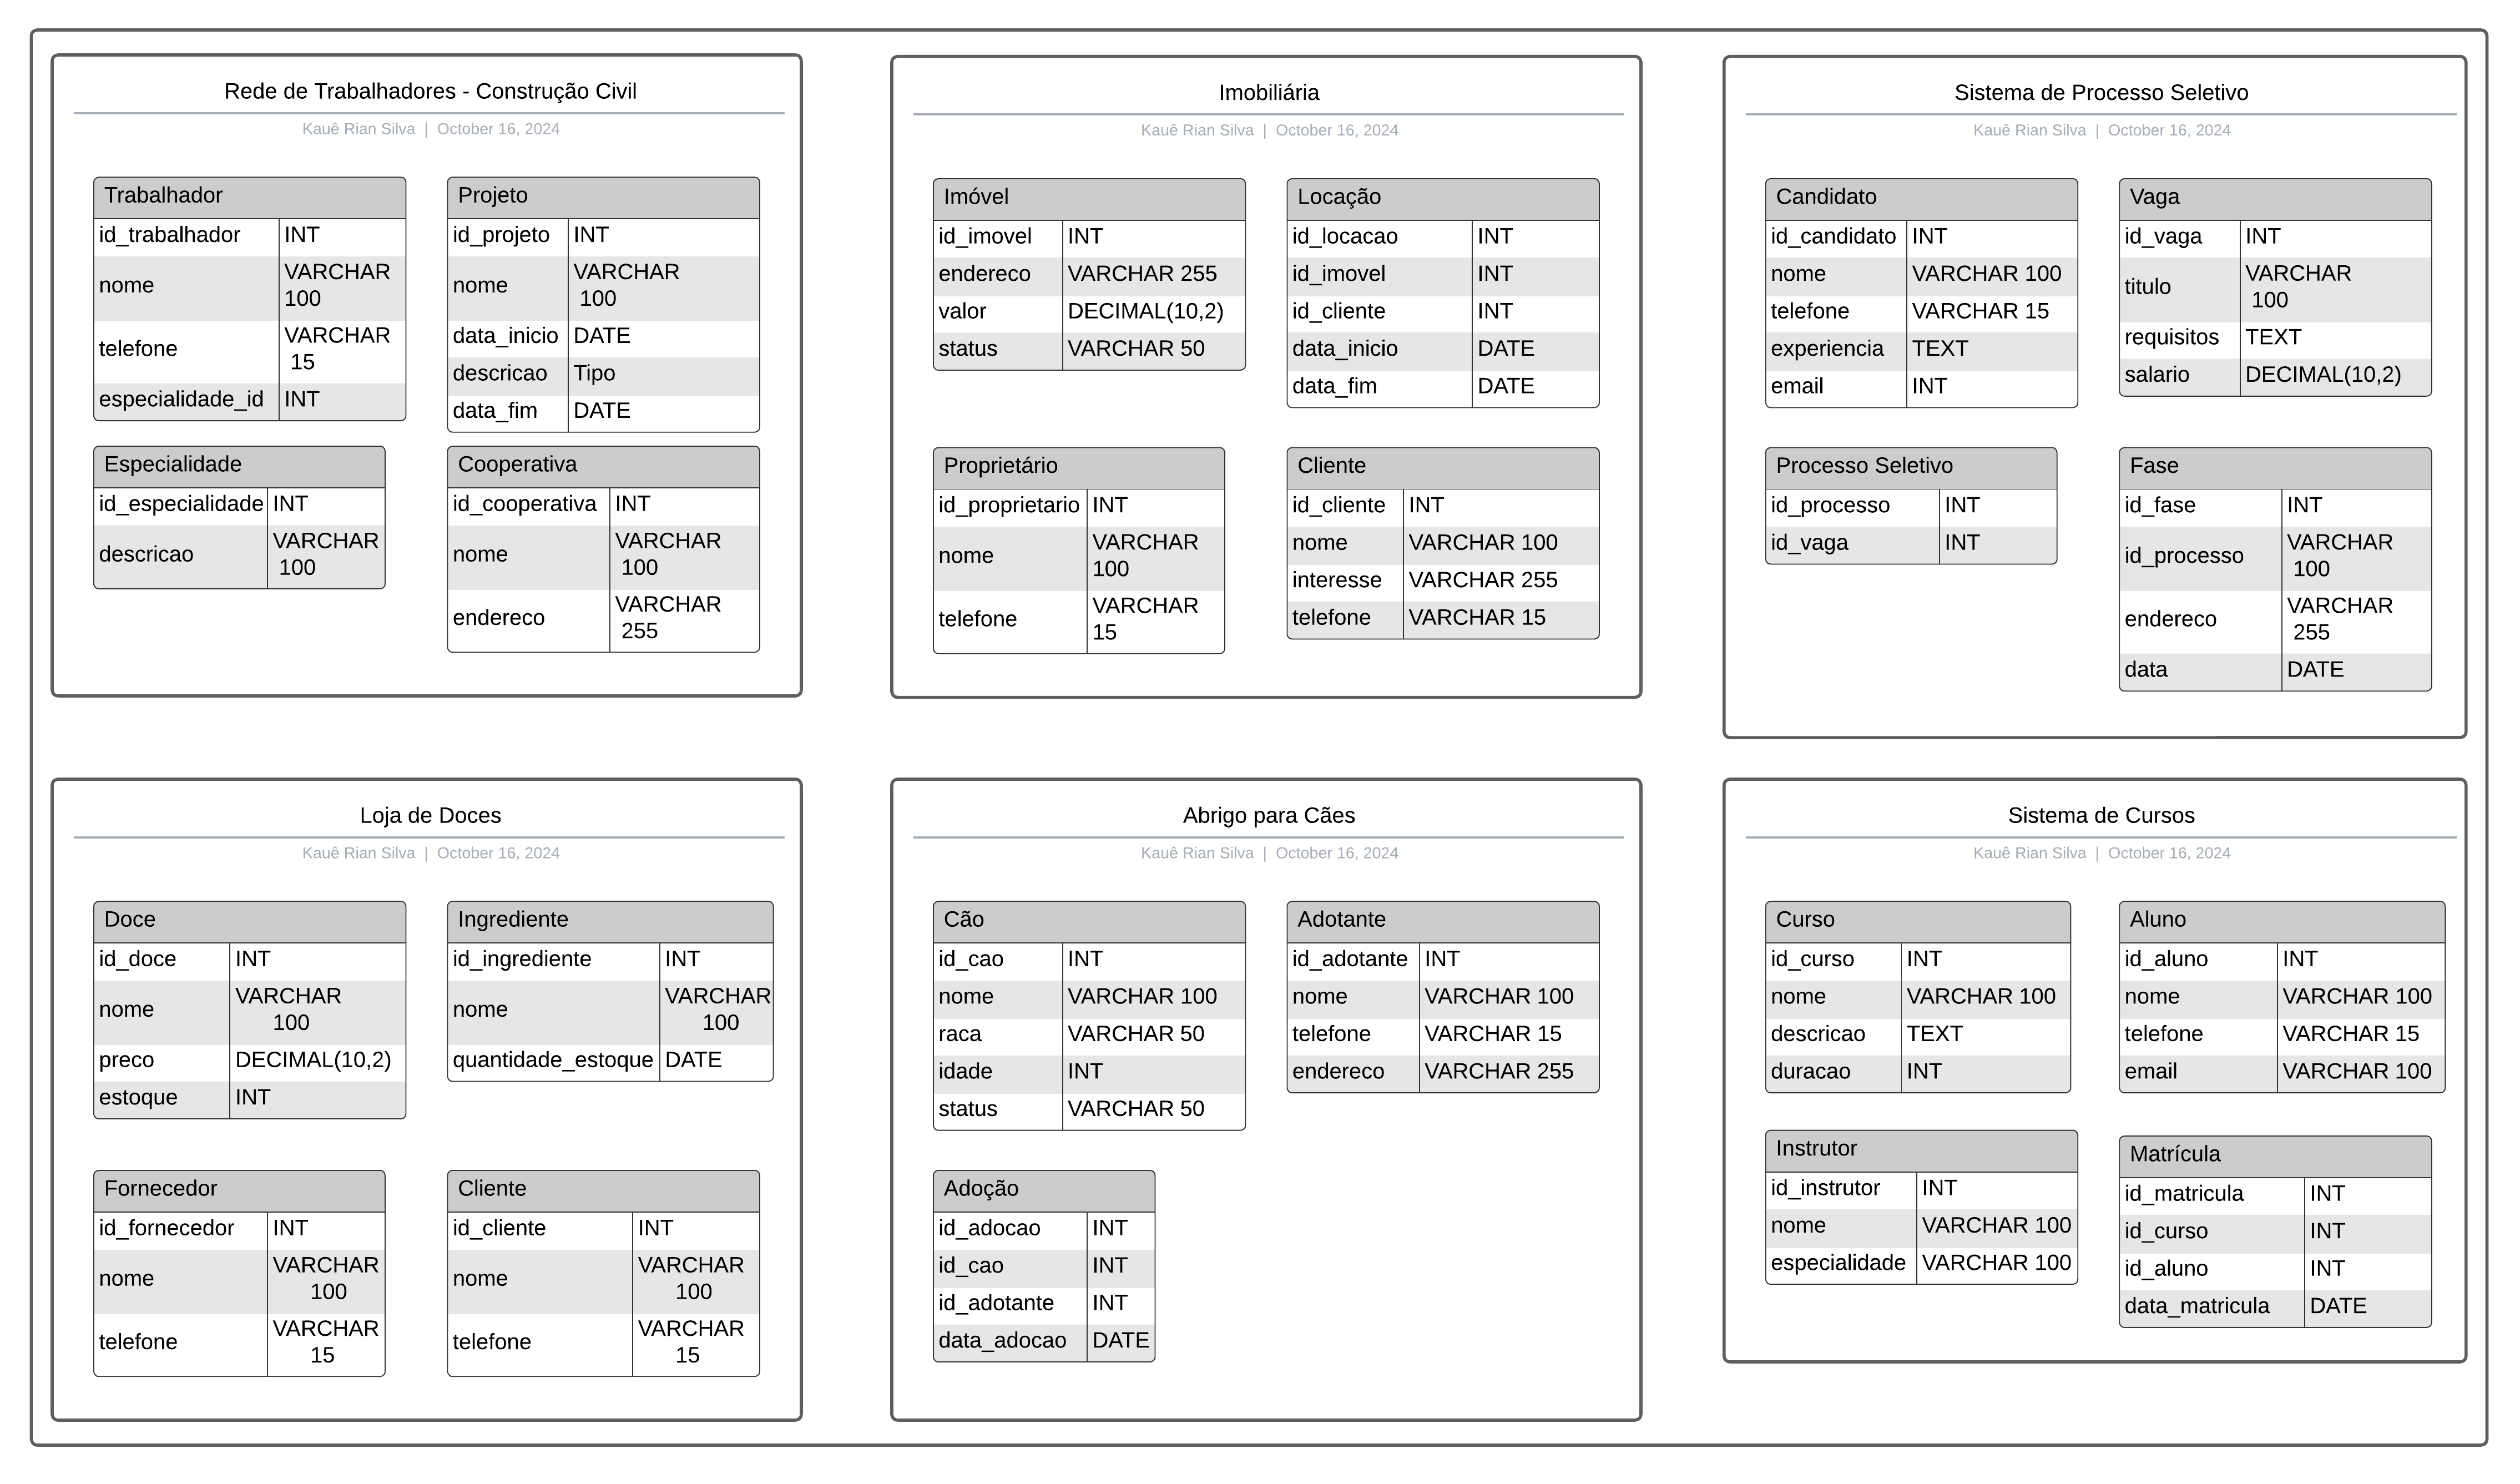 Rede de Trabalhadores - Construção Civil
Kauê Rian Silva | October 16, 2024
Trabalhador
id_trabalhador INT
nome VARCHAR
100
telefone VARCHAR
15
especialidade_id INT
Projeto
id_projeto INT
nome VARCHAR
100
data_inicio DATE
descricao Tipo
data_fim DATE
Especialidade
id_especialidade INT
descricao VARCHAR
100
Cooperativa
id_cooperativa INT
nome VARCHAR
100
endereco VARCHAR
255
Imobiliária
Kauê Rian Silva | October 16, 2024
Imóvel
id_imovel INT
endereco VARCHAR 255
valor DECIMAL(10,2)
status VARCHAR 50
Locação
id_locacao INT
id_imovel INT
id_cliente INT
data_inicio DATE
data_fim DATE
Proprietário
id_proprietario INT
nome VARCHAR
100
telefone VARCHAR
15
Cliente
id_cliente INT
nome VARCHAR 100
interesse VARCHAR 255
telefone VARCHAR 15
Sistema de Processo Seletivo
Kauê Rian Silva | October 16, 2024
Candidato
id_candidato INT
nome VARCHAR 100
telefone VARCHAR 15
experiencia TEXT
email INT
Vaga
id_vaga INT
titulo VARCHAR
100
requisitos TEXT
salario DECIMAL(10,2)
Processo Seletivo
id_processo INT
id_vaga INT
Fase
id_fase INT
id_processo VARCHAR
100
endereco VARCHAR
255
data DATE
Loja de Doces
Kauê Rian Silva | October 16, 2024
Doce
id_doce INT
nome VARCHAR
100
preco DECIMAL(10,2)
estoque INT
Ingrediente
id_ingrediente INT
nome VARCHAR
100
quantidade_estoque DATE
Fornecedor
id_fornecedor INT
nome VARCHAR
100
telefone VARCHAR
15
Cliente
id_cliente INT
nome VARCHAR
100
telefone VARCHAR
15
Abrigo para Cães
Kauê Rian Silva | October 16, 2024
Cão
id_cao INT
nome VARCHAR 100
raca VARCHAR 50
idade INT
status VARCHAR 50
Adotante
id_adotante INT
nome VARCHAR 100
telefone VARCHAR 15
endereco VARCHAR 255
Adoção
id_adocao INT
id_cao INT
id_adotante INT
data_adocao DATE
Sistema de Cursos
Kauê Rian Silva | October 16, 2024
Curso
id_curso INT
nome VARCHAR 100
descricao TEXT
duracao INT
Aluno
id_aluno INT
nome VARCHAR 100
telefone VARCHAR 15
email VARCHAR 100
Instrutor
id_instrutor INT
nome VARCHAR 100
especialidade VARCHAR 100
Matrícula
id_matricula INT
id_curso INT
id_aluno INT
data_matricula DATE